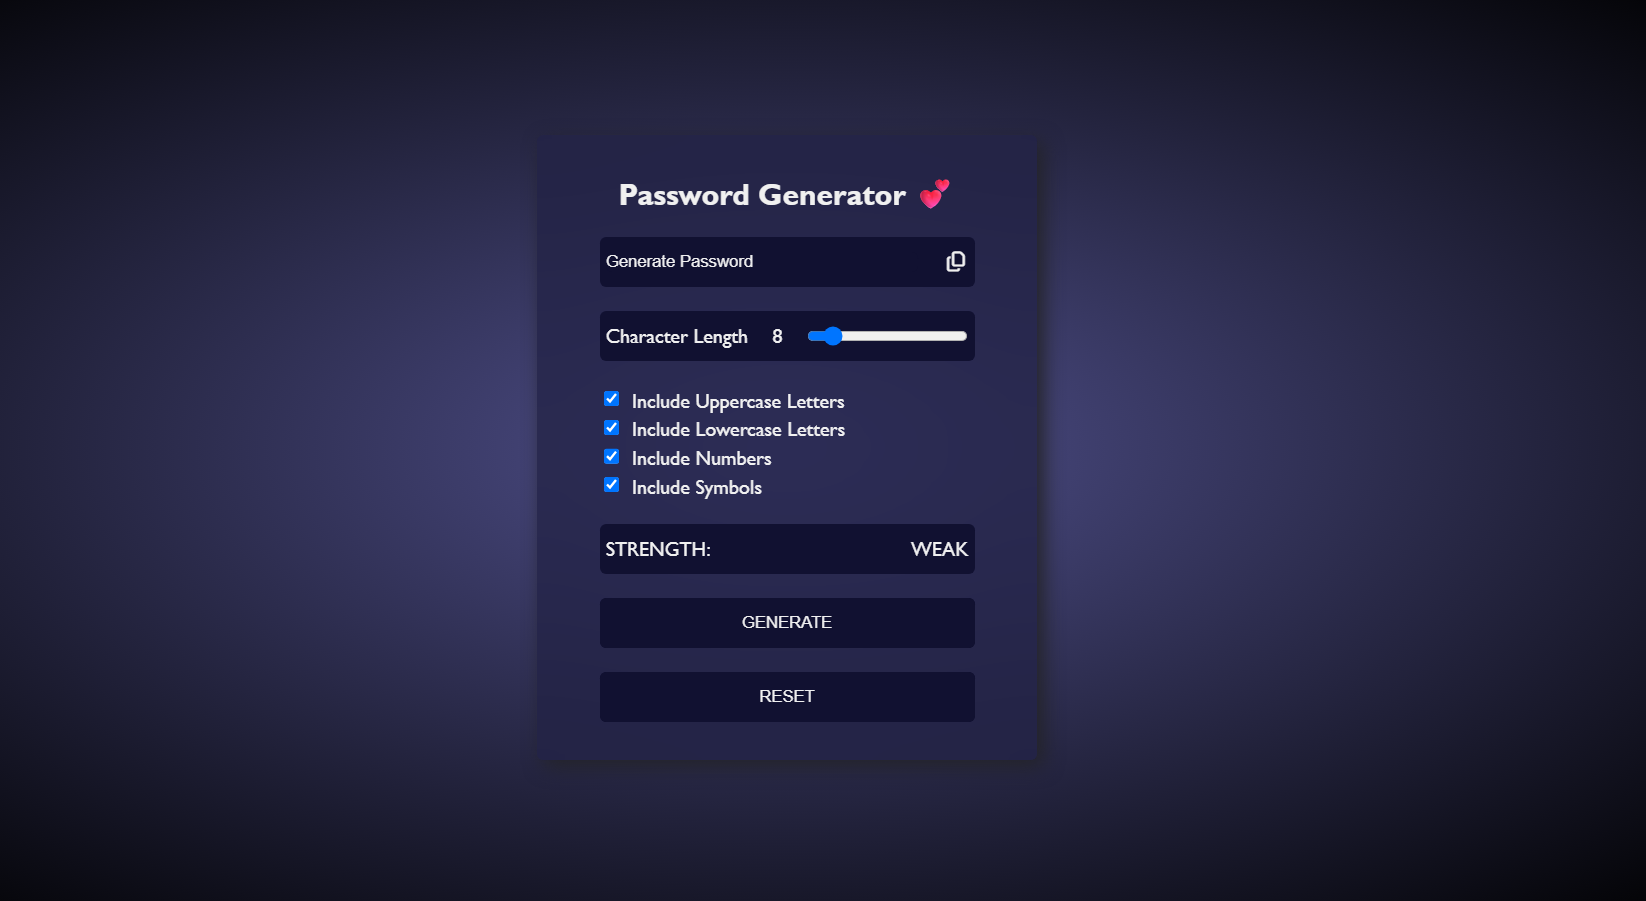 Password Generator 💕
Generate Password
Character Length 8
Include Uppercase Letters
Include Lowercase Letters
Include Numbers
Include Symbols
STRENGTH: WEAK
GENERATE
RESET